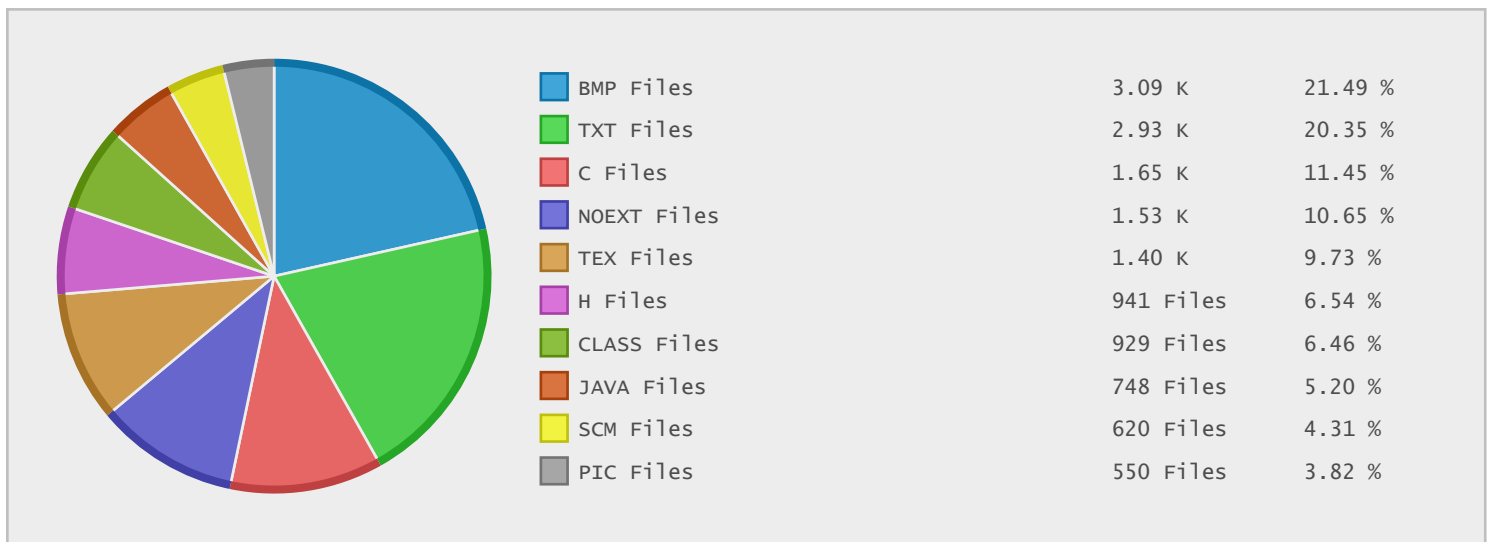 BMP Files 3.09 K 21.49 %
TXT Files 2.93 K 20.35 %
C Files 1.65 K 11.45 %
NOEXT Files 1.53 K 10.65 %
TEX Files 1.40 K 9.73 %
H Files 941 Files 6.54 %
CLASS Files 929 Files 6.46 %
JAVA Files 748 Files 5.20 %
SCM Files 620 Files 4.31 %
PIC Files 550 Files 3.82 %